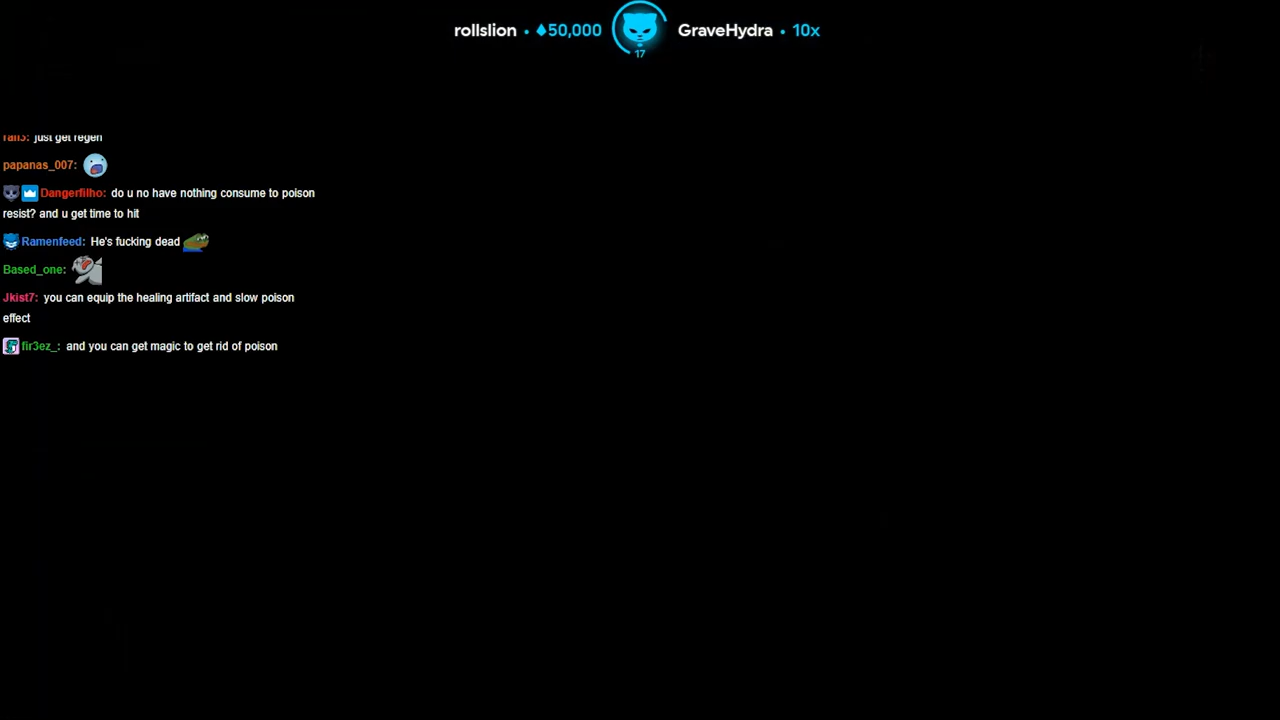 rollslion • 50,000 GraveHydra • 10x
17
just get regen
papanas_007:
Dangerfilho: do u no have nothing consume to poison
resist? and u get time to hit
Ramenfeed: He's fucking dead
Based_one:
Jkist7: you can equip the healing artifact and slow poison
effect
fir3ez_: and you can get magic to get rid of poison